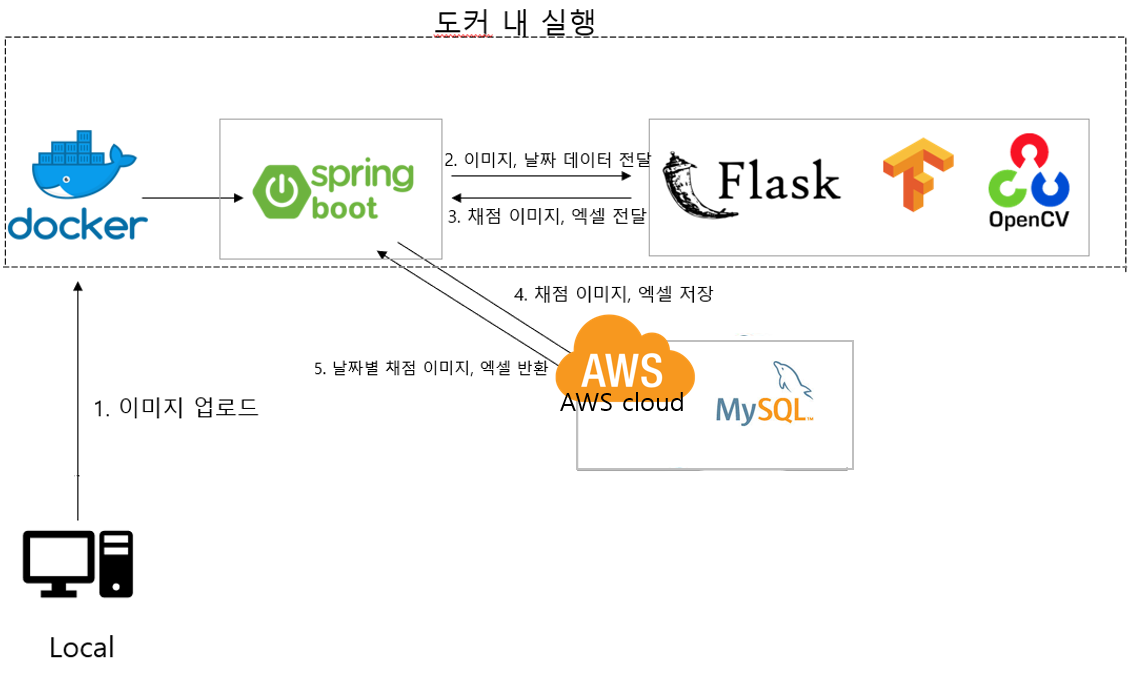 도커 내 실행
docker
spring
boot
2. 이미지, 날짜 데이터 전달
3. 채점 이미지, 엑셀 전달
Flask
OpenCV
4. 채점 이미지, 엑셀 저장
5. 날짜별 채점 이미지, 엑셀 반환
AWS
AWS cloud
MySQL™
1. 이미지 업로드
Local